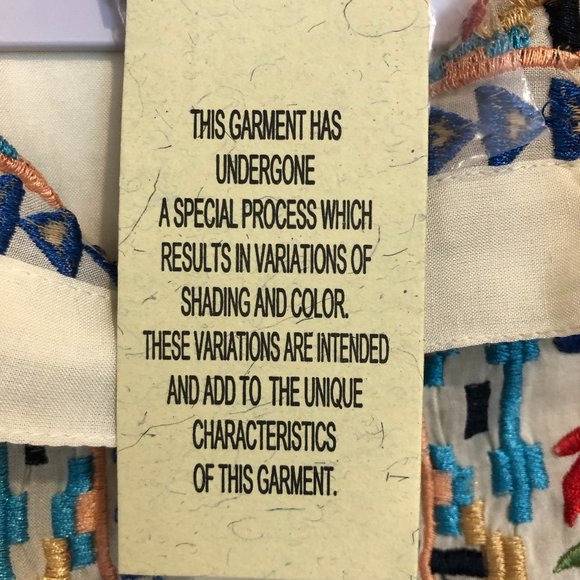 THIS GARMENT HAS
UNDERGONE
A SPECIAL PROCESS WHICH
RESULTS IN VARIATIONS OF
SHADING AND COLOR.
THESE VARIATIONS ARE INTENDED
AND ADD TO THE UNIQUE
CHARACTERISTICS
OF THIS GARMENT.